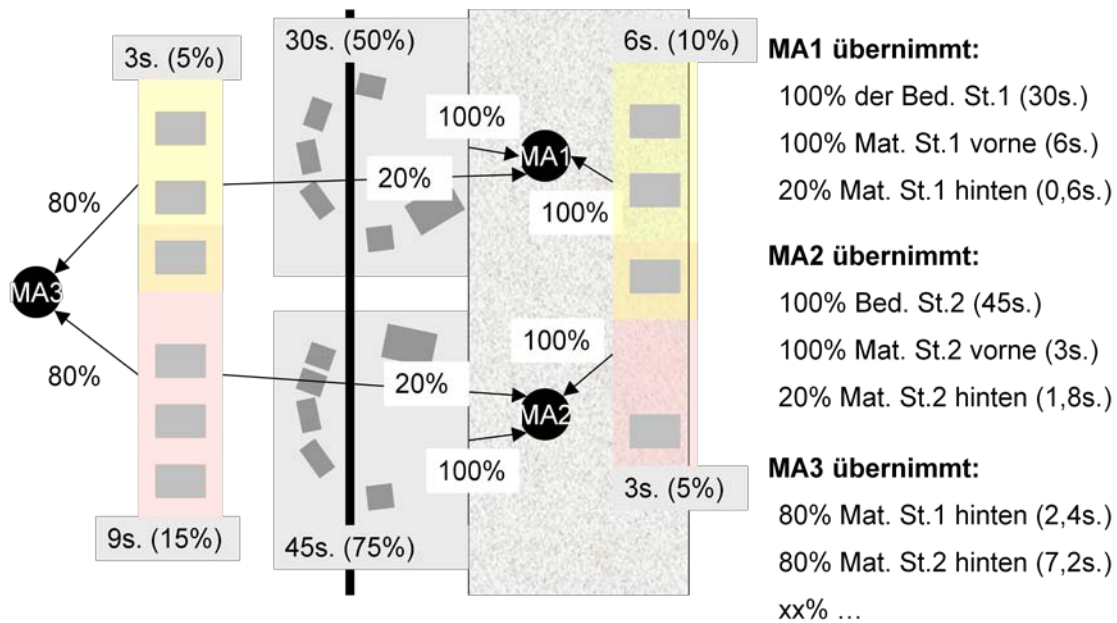 3s. (5%)
30s. (50%)
6s. (10%)
100%
MA1
20%
100%
80%
MA3
80%
100%
20%
MA2
100%
9s. (15%)
45s. (75%)
3s. (5%)
MA1 übernimmt:
100% der Bed. St.1 (30s.)
100% Mat. St.1 vorne (6s.)
20% Mat. St.1 hinten (0,6s.)
MA2 übernimmt:
100% Bed. St.2 (45s.)
100% Mat. St.2 vorne (3s.)
20% Mat. St.2 hinten (1,8s.)
MA3 übernimmt:
80% Mat. St.1 hinten (2,4s.)
80% Mat. St.2 hinten (7,2s.)
xx% …